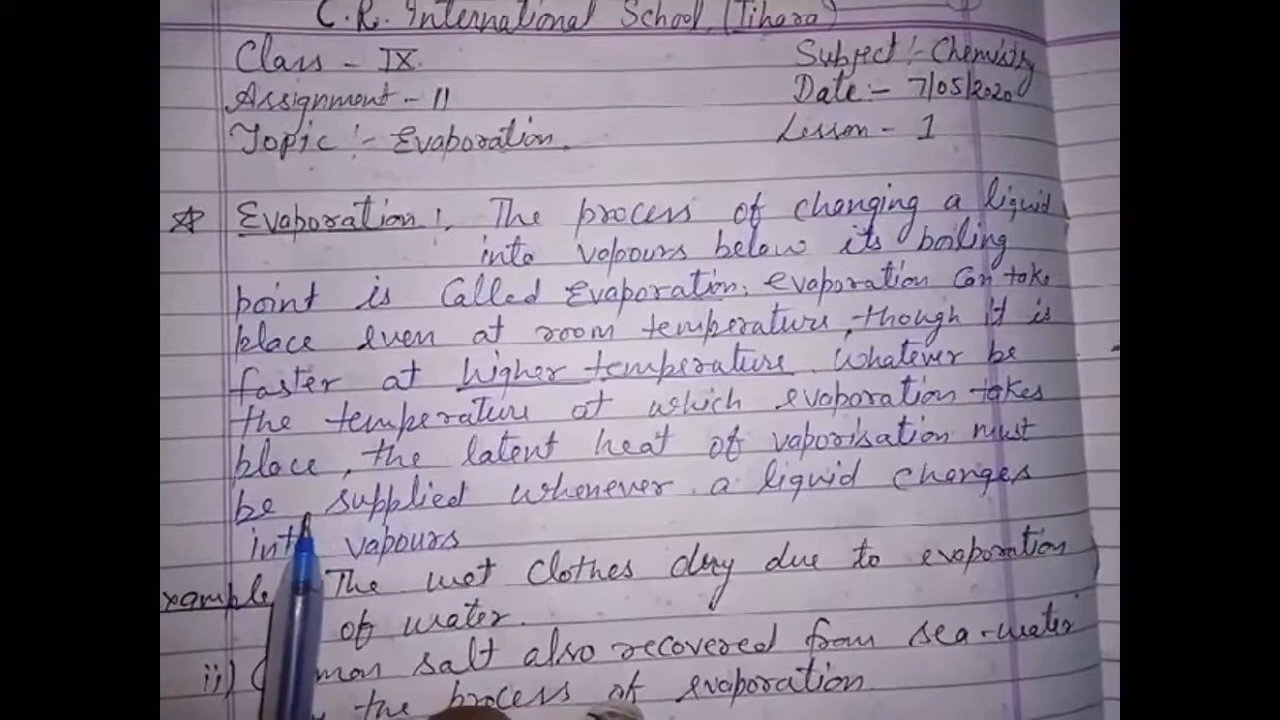 C.R. International School, (Tihara)
Class - IX.
Subject :- Chemistry
Assignment - 11
Date :- 7/05/2020
Topic :- Evaporation.
Lesson - 1
☆ Evaporation : The process of changing a liquid
into vapours below its boiling
point is Called Evaporation. evaporation Can take
place even at room temperature, though it is
faster at higher temperature. Whatever be
the temperature at which evaporation takes
place, the latent heat of vaporisation must
be supplied whenever a liquid changes
into vapours
xample The wet clothes dry due to evaporation
of water.
ii) salt also recovered from sea-water
the process of evaporation.